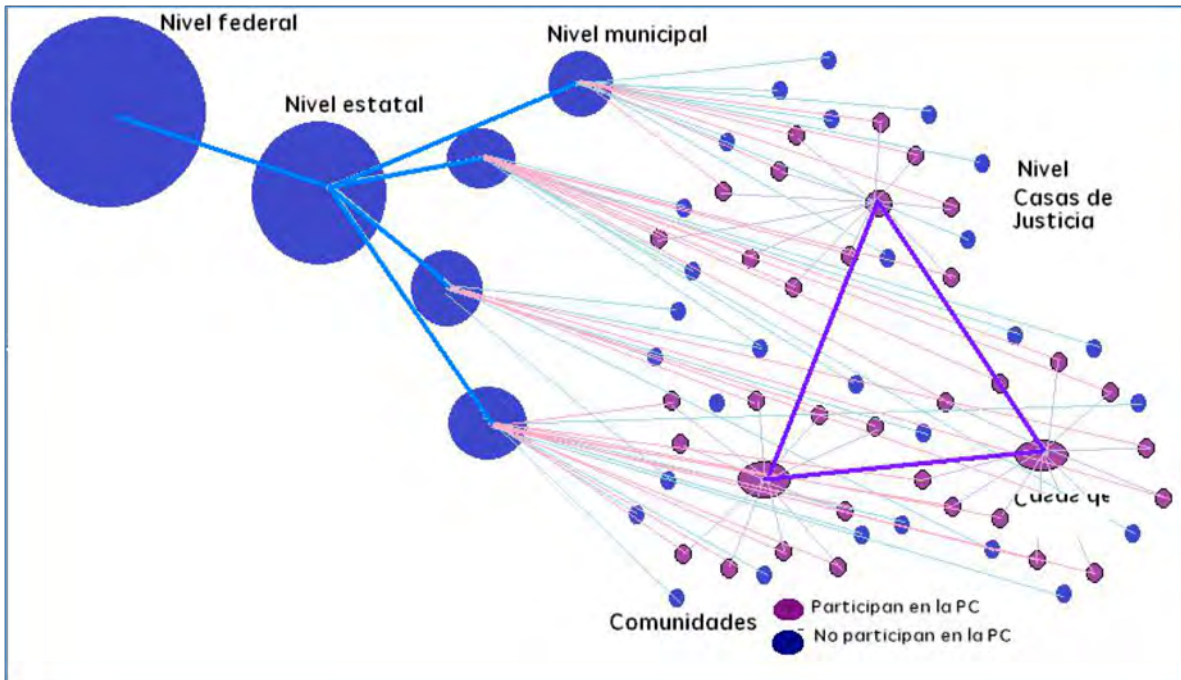 Nivel federal
Nivel estatal
Nivel municipal
Nivel
Casas de
Justicia
Comunidades
Participan en la PC
No participan en la PC